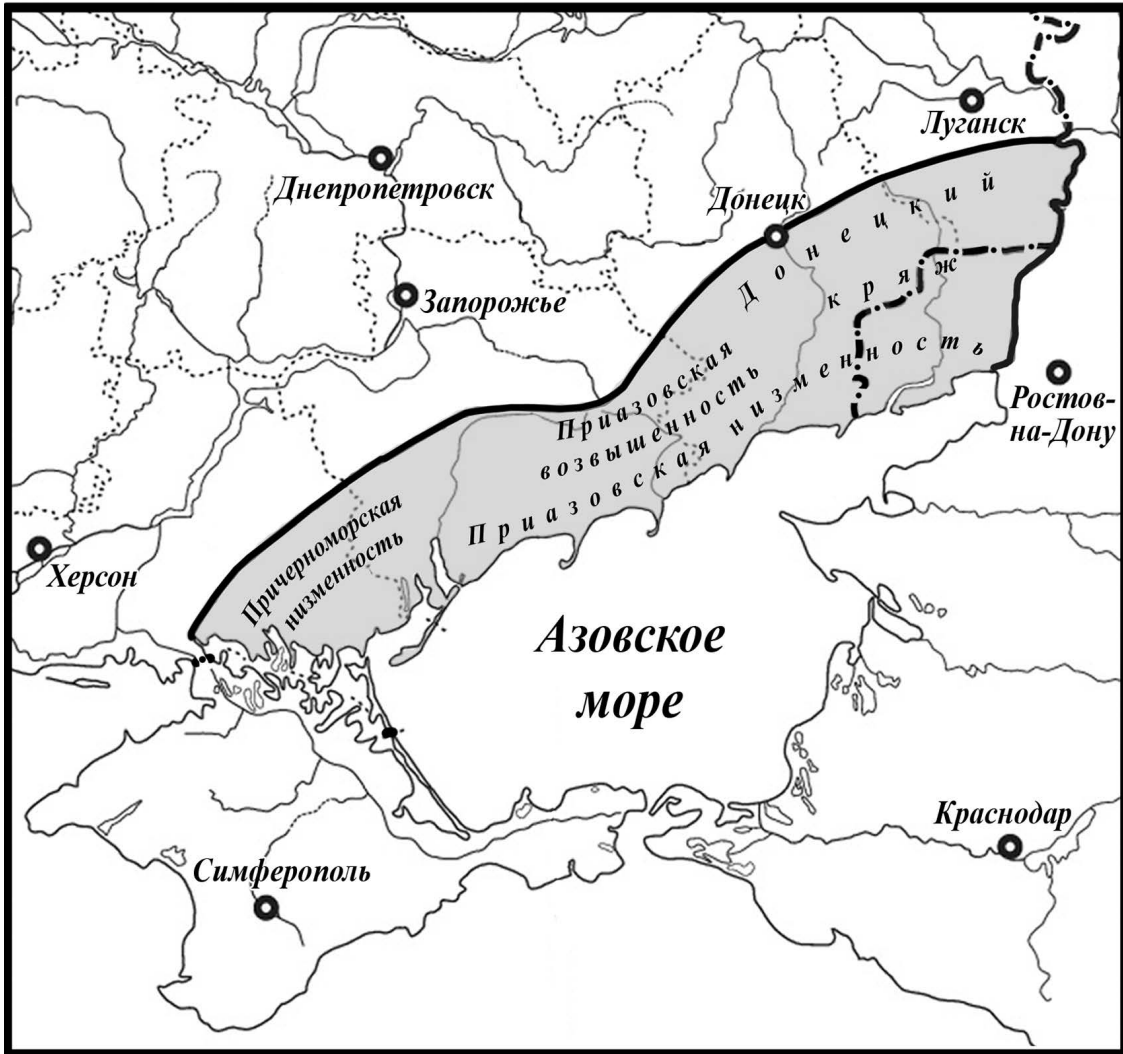 Луганск
Днепропетровск
Донецк
Донецкий
кряж
Запорожье
Приазовская
возвышенность
Приазовская низменность
Ростов-
на-Дону
Причерноморская
низменность
Херсон
Азовское
море
Краснодар
Симферополь